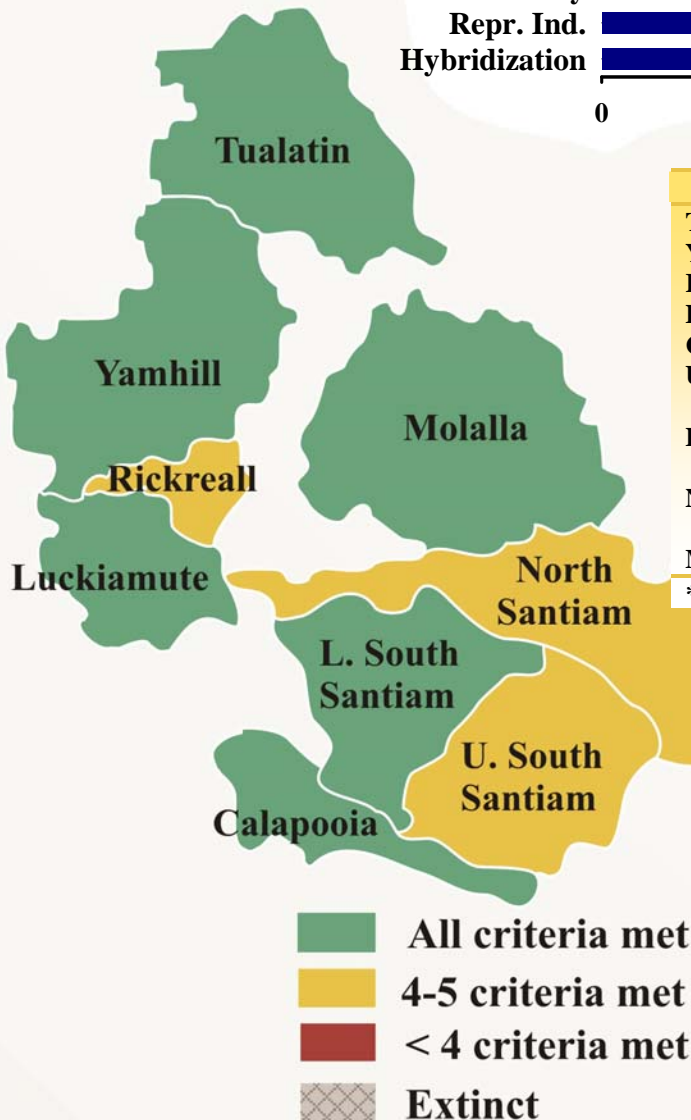 Repr. Ind.
Hybridization
0
Tualatin
Yamhill
Molalla
Rickreall
Luckiamute
North
Santiam
L. South
Santiam
U. South
Santiam
Calapooia
All criteria met
4-5 criteria met
< 4 criteria met
Extinct
*